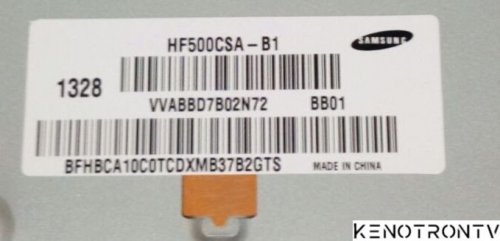 HF500CSA-B1
SAMSUNG
1328
VVABBD7B02N72 BB01
BFHBCA10C0TCDXMB37B2GTS MADE IN CHINA
KENOTRONTV